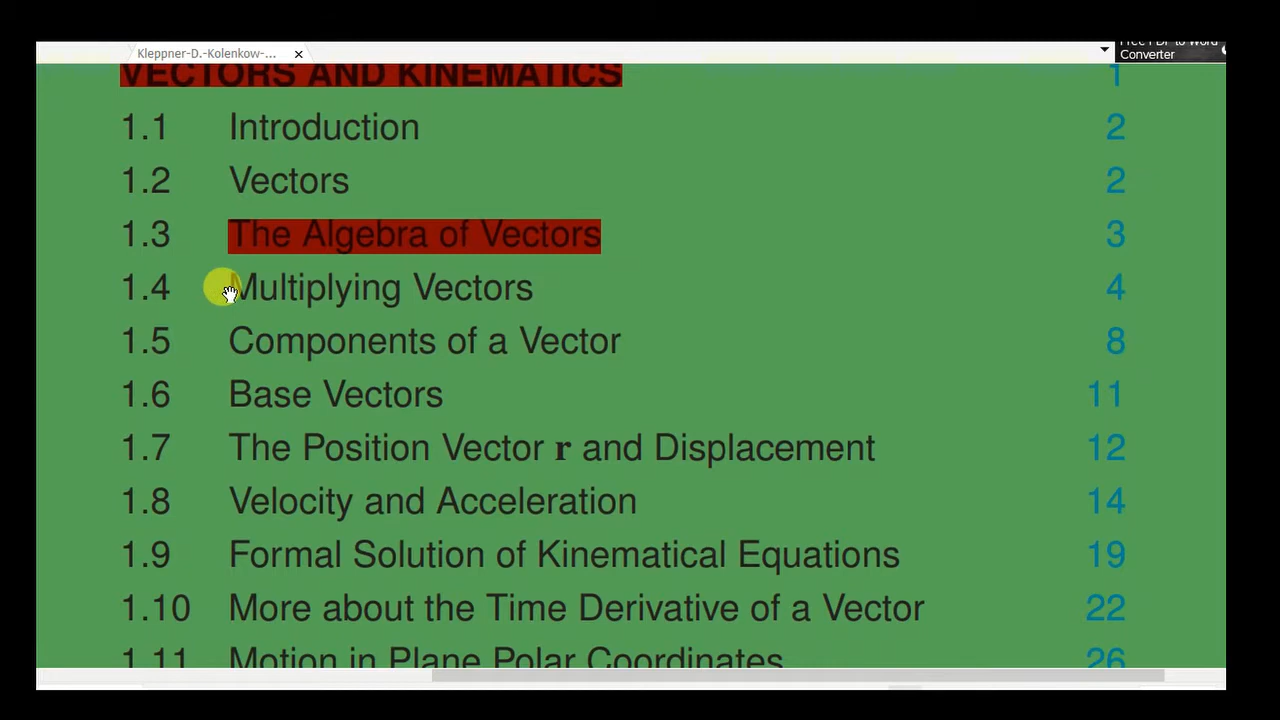 Kleppner-D.-Kolenkow-...
Free PDF to Word
Converter
VECTORS AND KINEMATICS 1
1.1 Introduction 2
1.2 Vectors 2
1.3 The Algebra of Vectors 3
1.4 Multiplying Vectors 4
1.5 Components of a Vector 8
1.6 Base Vectors 11
1.7 The Position Vector r and Displacement 12
1.8 Velocity and Acceleration 14
1.9 Formal Solution of Kinematical Equations 19
1.10 More about the Time Derivative of a Vector 22
1.11 Motion in Plane Polar Coordinates 26